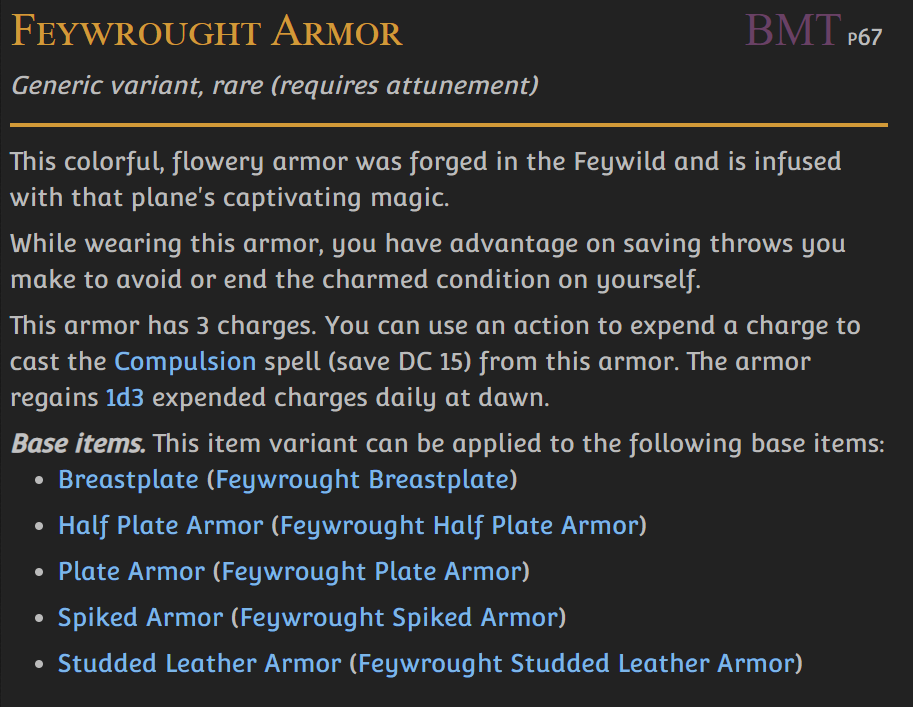 Feywrought Armor BMT p67
Generic variant, rare (requires attunement)
This colorful, flowery armor was forged in the Feywild and is infused
with that plane's captivating magic.
While wearing this armor, you have advantage on saving throws you
make to avoid or end the charmed condition on yourself.
This armor has 3 charges. You can use an action to expend a charge to
cast the Compulsion spell (save DC 15) from this armor. The armor
regains 1d3 expended charges daily at dawn.
Base items. This item variant can be applied to the following base items:
• Breastplate (Feywrought Breastplate)
• Half Plate Armor (Feywrought Half Plate Armor)
• Plate Armor (Feywrought Plate Armor)
• Spiked Armor (Feywrought Spiked Armor)
• Studded Leather Armor (Feywrought Studded Leather Armor)